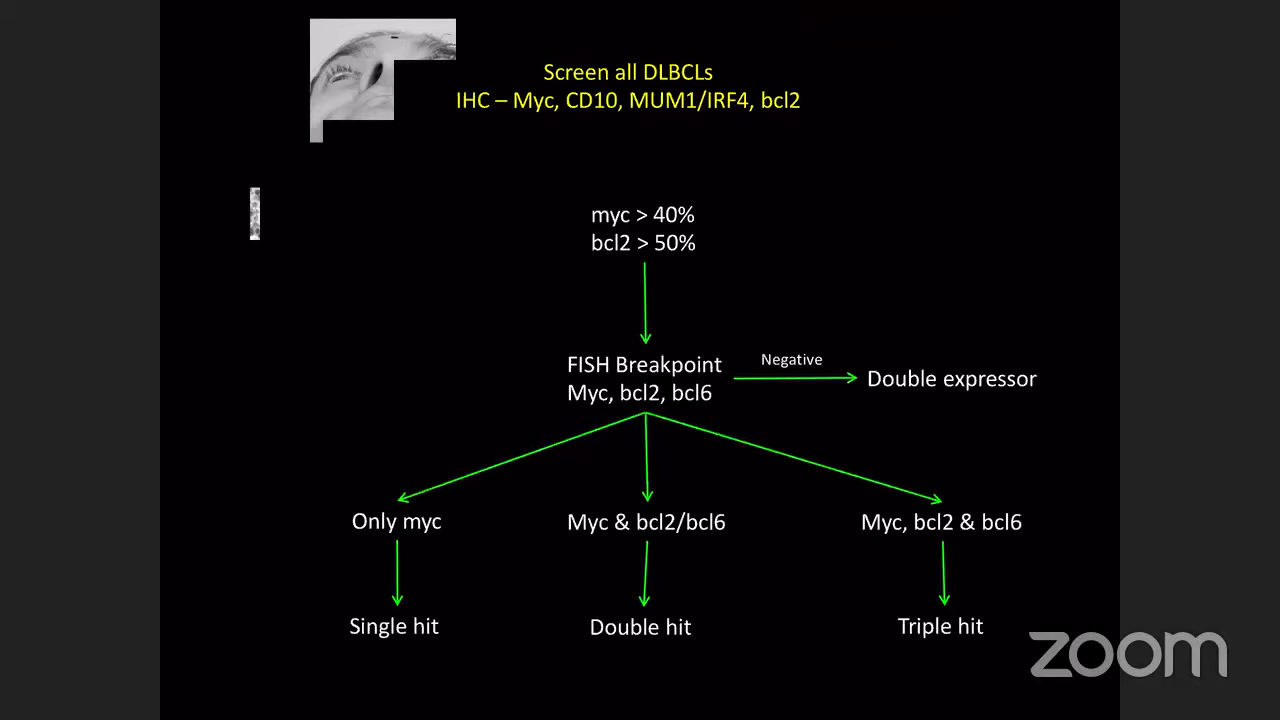 Screen all DLBCLs
IHC – Myc, CD10, MUM1/IRF4, bcl2
myc > 40%
bcl2 > 50%
FISH Breakpoint
Myc, bcl2, bcl6
Negative
Double expressor
Only myc
Myc & bcl2/bcl6
Myc, bcl2 & bcl6
Single hit
Double hit
Triple hit
zoom